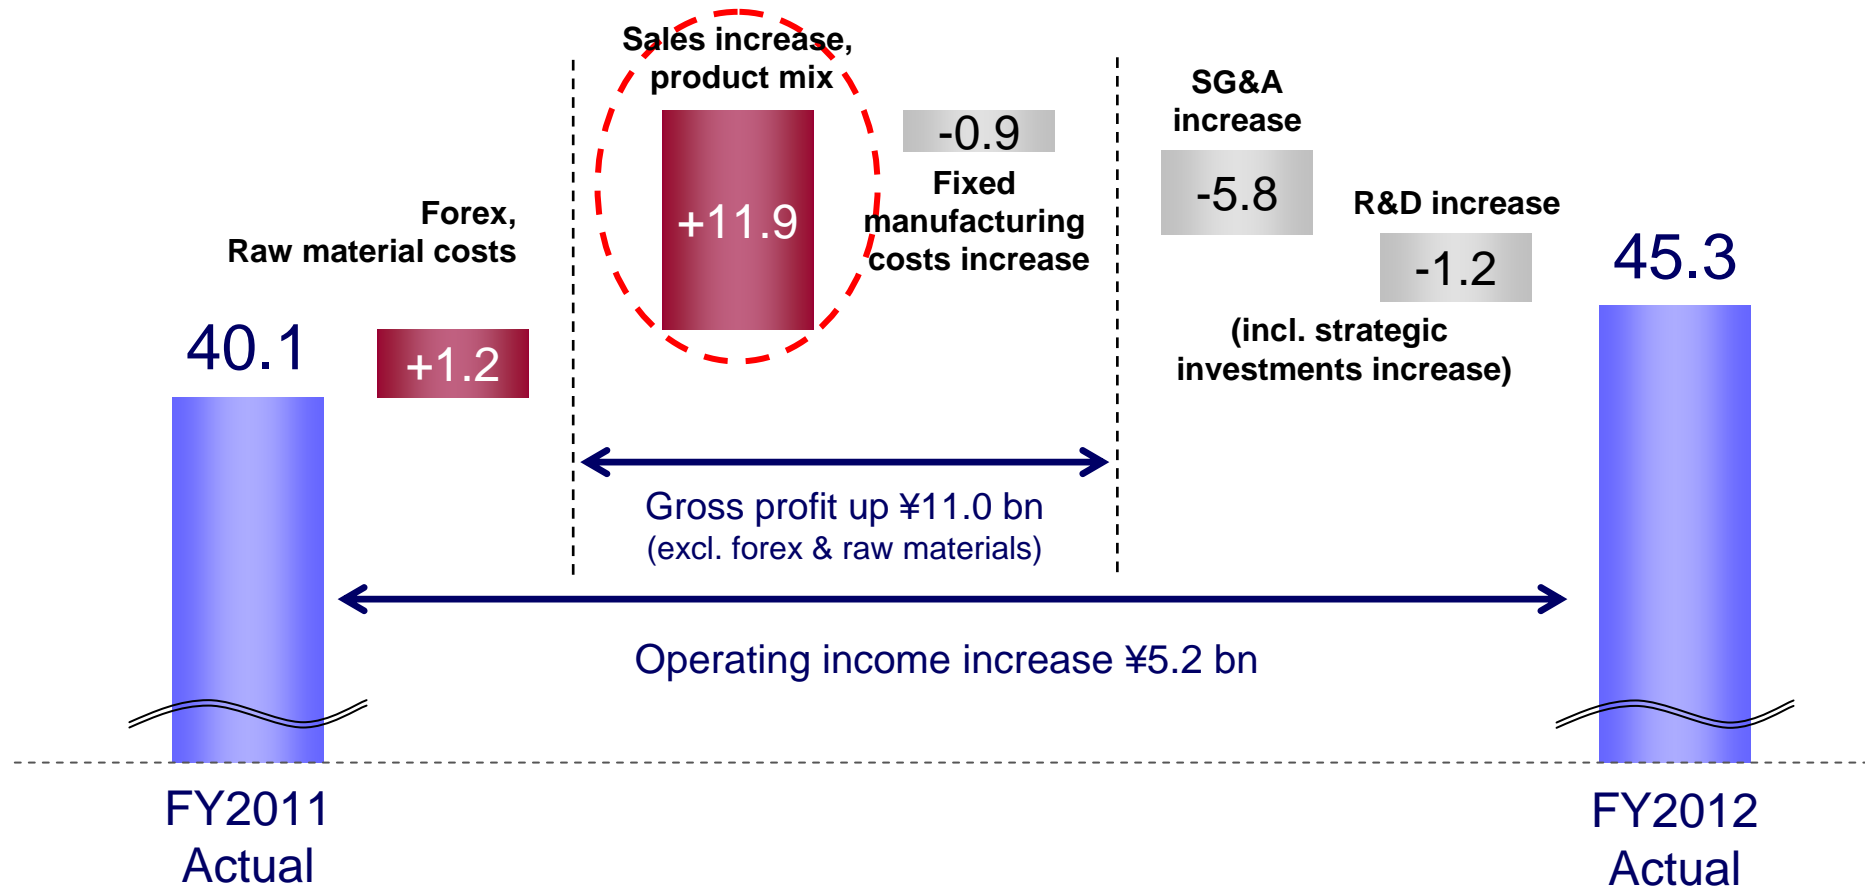 Sales increase,
product mix
+11.9
-0.9
Fixed
manufacturing
costs increase
SG&A
increase
-5.8
R&D increase
-1.2
(incl. strategic
investments increase)
Forex,
Raw material costs
+1.2
40.1
45.3
Gross profit up ¥11.0 bn
(excl. forex & raw materials)
Operating income increase ¥5.2 bn
FY2011
Actual
FY2012
Actual